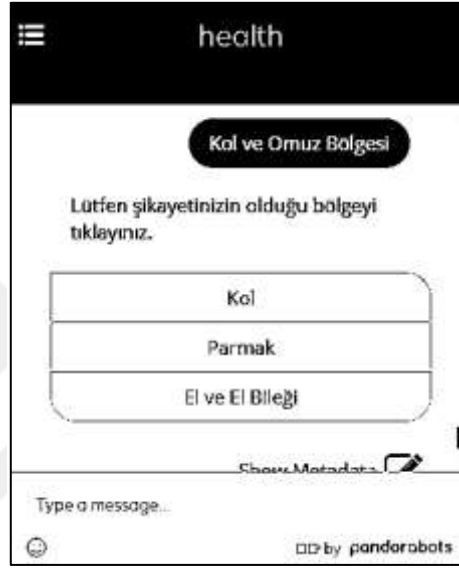 health
Kol ve Omuz Bölgesi
Lütfen şikayetinizin olduğu bölgeyi
tıklayınız.
Kol
Parmak
El ve El Bileği
Show Metadata
Type a message...
by pandorabots